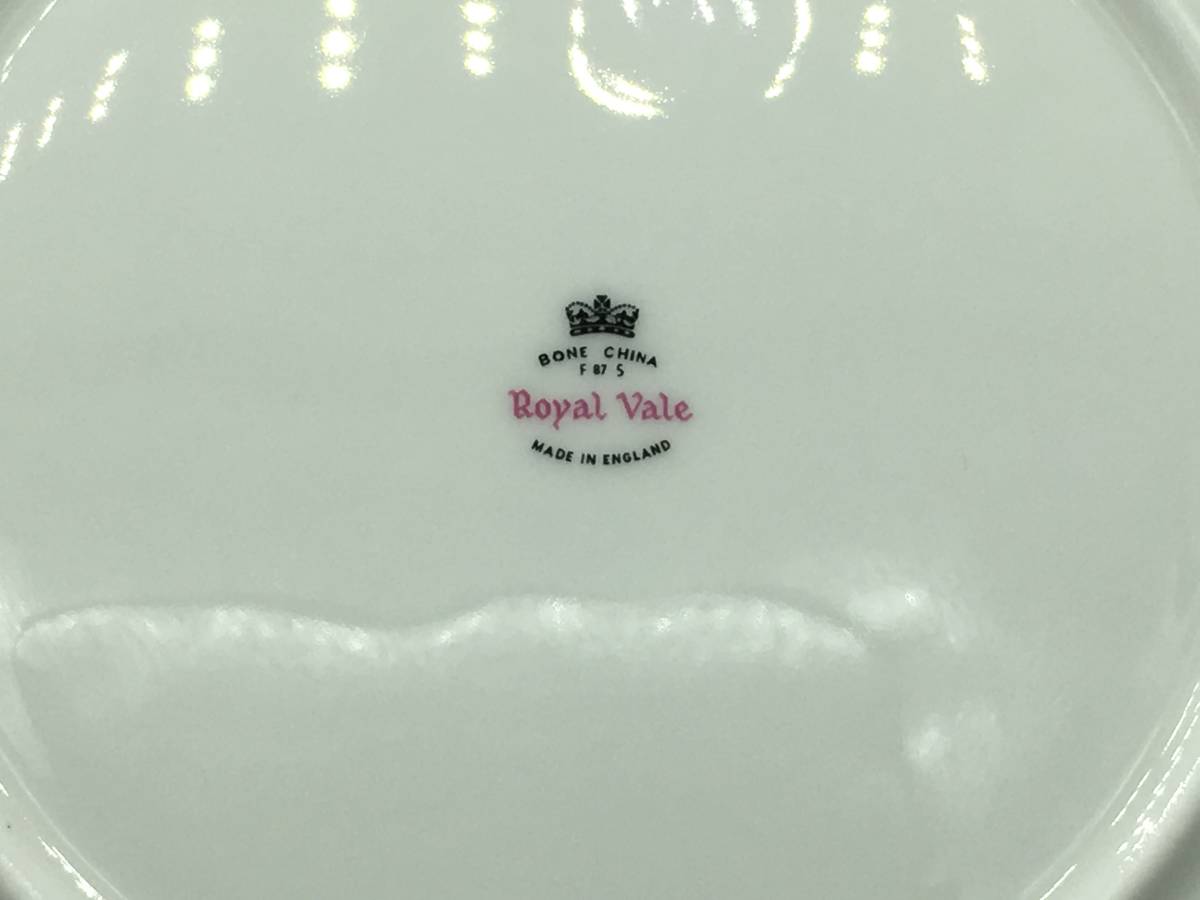 BONE CHINA
F 87 S
Royal Vale
MADE IN ENGLAND